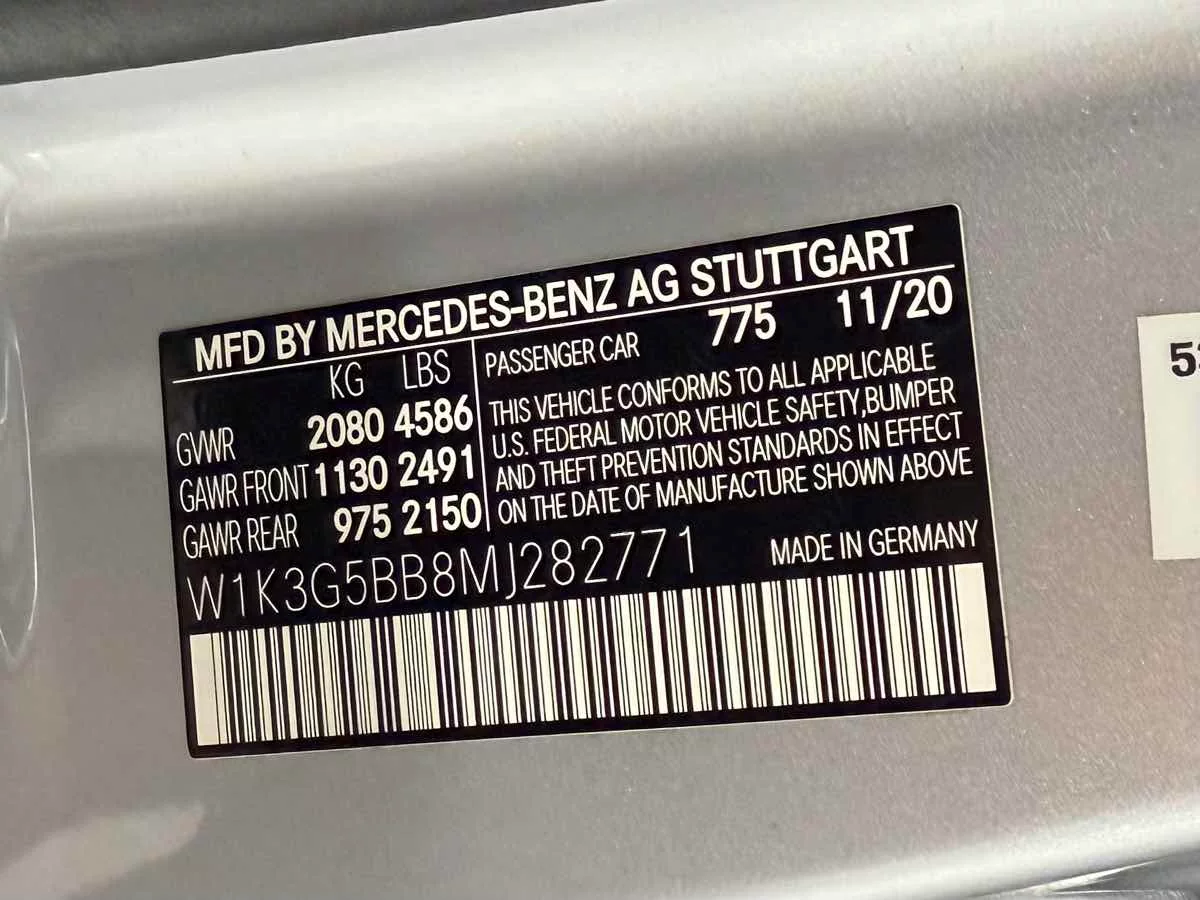 MFD BY MERCEDES-BENZ AG STUTTGART
KG LBS
GVWR 2080 4586
GAWR FRONT 1130 2491
GAWR REAR 975 2150
PASSENGER CAR 775 11/20
THIS VEHICLE CONFORMS TO ALL APPLICABLE
U.S. FEDERAL MOTOR VEHICLE SAFETY,BUMPER
AND THEFT PREVENTION STANDARDS IN EFFECT
ON THE DATE OF MANUFACTURE SHOWN ABOVE
W1K3G5BB8MJ282771 MADE IN GERMANY